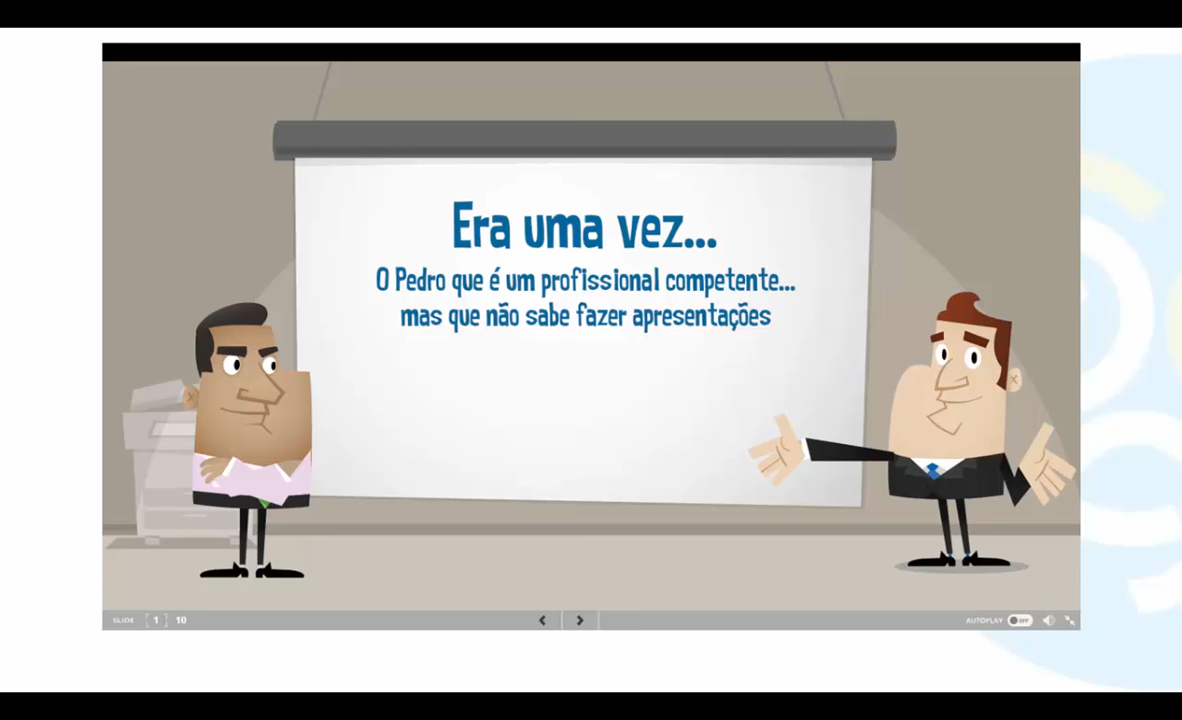 Era uma vez...
O Pedro que é um profissional competente...
mas que não sabe fazer apresentações
SLIDE [ 1 ] 10
AUTOPLAY OFF